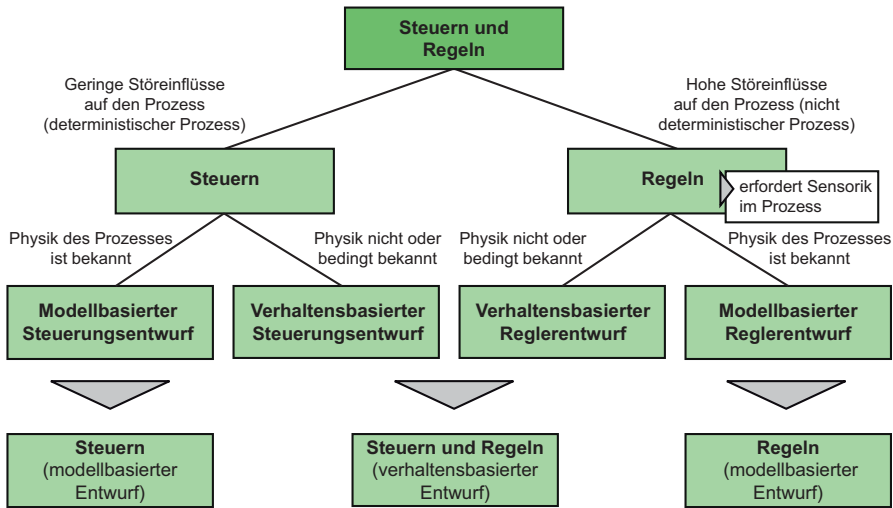 Steuern und
Regeln
Geringe Störeinflüsse
auf den Prozess
(deterministischer Prozess)
Hohe Störeinflüsse
auf den Prozess (nicht
deterministischer Prozess)
Steuern
Regeln
erfordert Sensorik
im Prozess
Physik des Prozesses
ist bekannt
Physik nicht oder
bedingt bekannt
Physik nicht oder
bedingt bekannt
Physik des Prozesses
ist bekannt
Modellbasierter
Steuerungsentwurf
Verhaltensbasierter
Steuerungsentwurf
Verhaltensbasierter
Reglerentwurf
Modellbasierter
Reglerentwurf
Steuern
(modellbasierter
Entwurf)
Steuern und Regeln
(verhaltensbasierter
Entwurf)
Regeln
(modellbasierter
Entwurf)